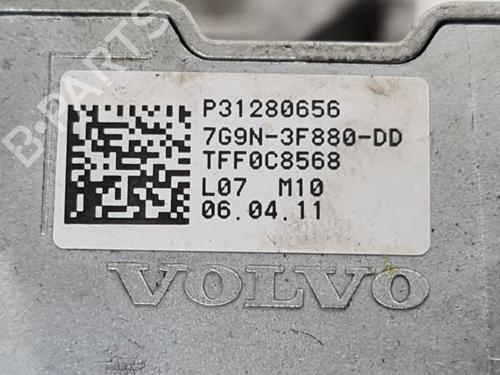 P31280656
7G9N-3F880-DD
TFF0C8568
L07 M10
06.04.11
VOLVO
B-PARTS